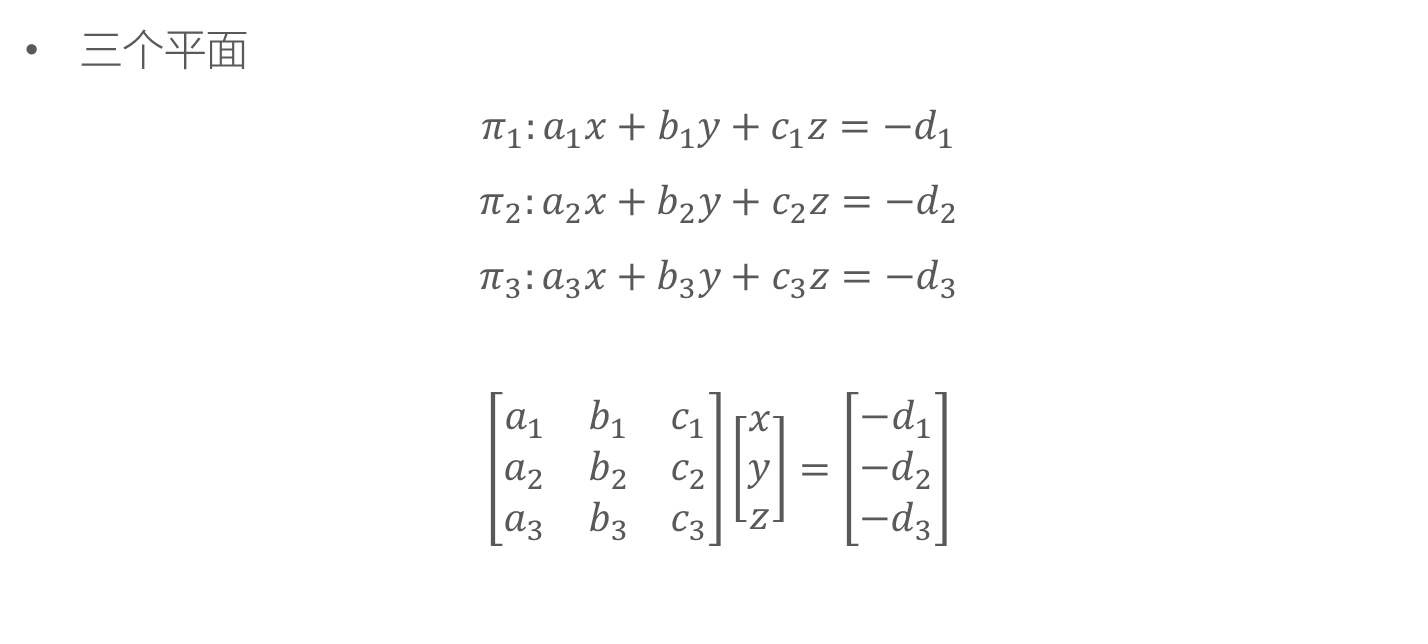 • 三个平面
π₁: a₁x + b₁y + c₁z = −d₁
π₂: a₂x + b₂y + c₂z = −d₂
π₃: a₃x + b₃y + c₃z = −d₃
[a₁ b₁ c₁] [x] [−d₁]
[a₂ b₂ c₂] [y] = [−d₂]
[a₃ b₃ c₃] [z] [−d₃]